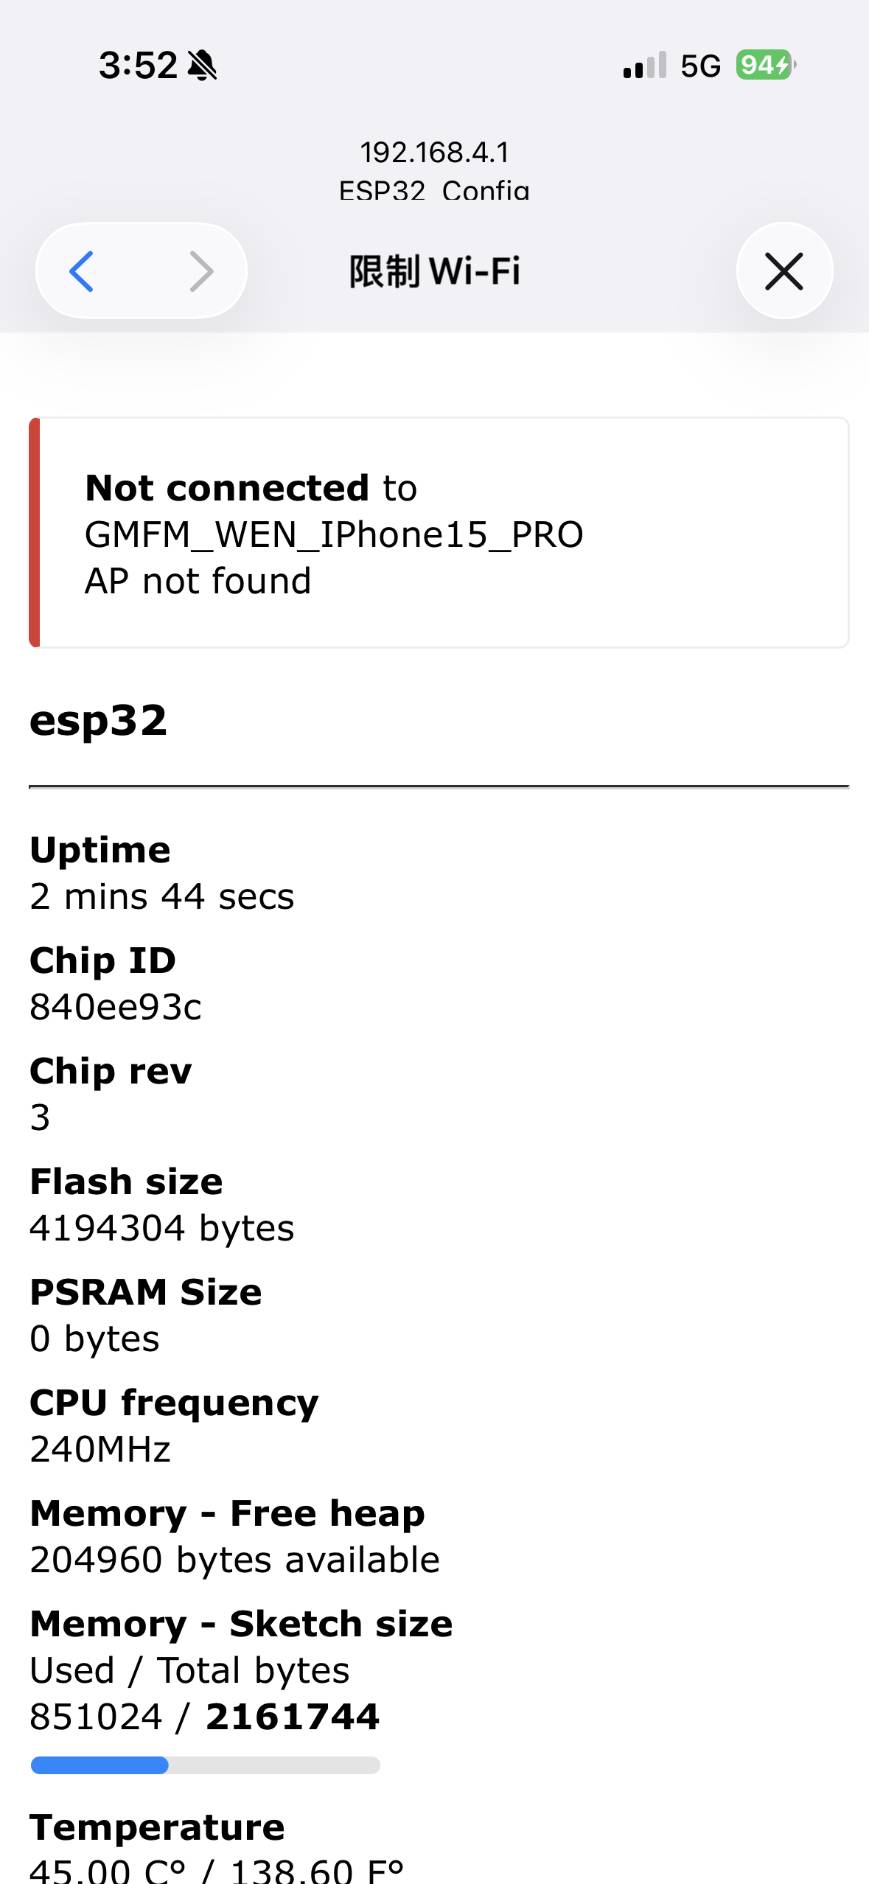 3:52
5G
94
192.168.4.1
ESP32_Config
限制 Wi-Fi
Not connected to
GMFM_WEN_IPhone15_PRO
AP not found
esp32
Uptime
2 mins 44 secs
Chip ID
840ee93c
Chip rev
3
Flash size
4194304 bytes
PSRAM Size
0 bytes
CPU frequency
240MHz
Memory - Free heap
204960 bytes available
Memory - Sketch size
Used / Total bytes
851024 / 2161744
Temperature
45.00 C° / 138.60 F°